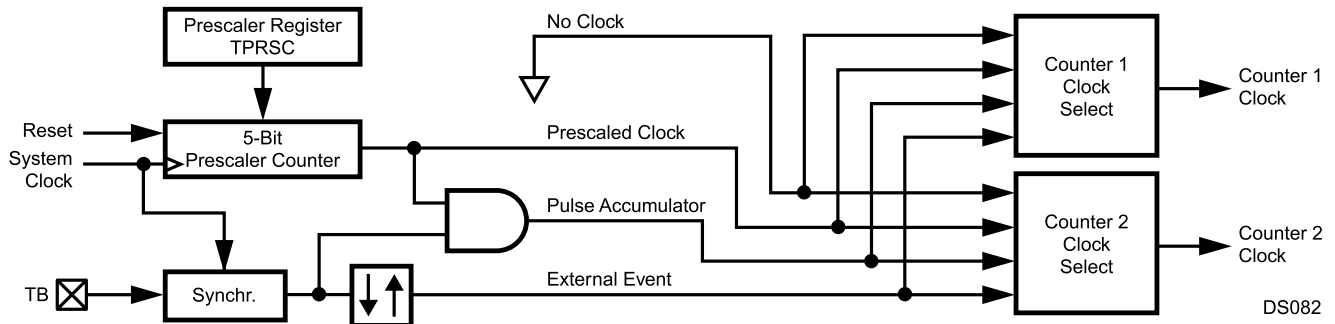 Prescaler Register
TPRSC
No Clock
Counter 1
Clock
Select
Counter 1
Clock
Reset
System
Clock
5-Bit
Prescaler Counter
Prescaled Clock
Pulse Accumulator
Counter 2
Clock
Select
Counter 2
Clock
TB
Synchr.
External Event
DS082